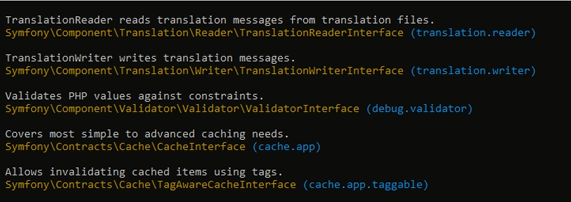 TranslationReader reads translation messages from translation files.
Symfony\Component\Translation\Reader\TranslationReaderInterface (translation.reader)
TranslationWriter writes translation messages.
Symfony\Component\Translation\Writer\TranslationWriterInterface (translation.writer)
Validates PHP values against constraints.
Symfony\Component\Validator\Validator\ValidatorInterface (debug.validator)
Covers most simple to advanced caching needs.
Symfony\Contracts\Cache\CacheInterface (cache.app)
Allows invalidating cached items using tags.
Symfony\Contracts\Cache\TagAwareCacheInterface (cache.app.taggable)